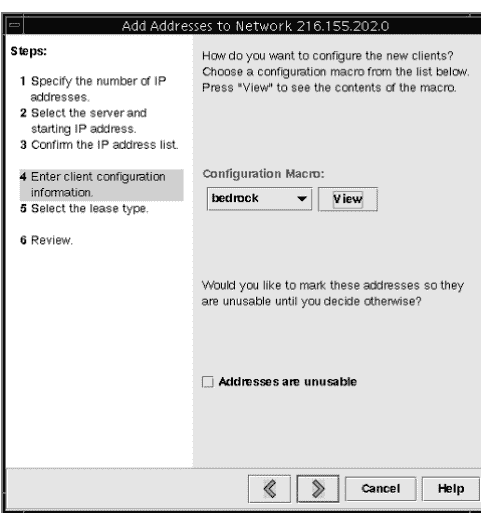 Add Addresses to Network 216.155.202.0
Steps:
1 Specify the number of IP
addresses.
2 Select the server and
starting IP address.
3 Confirm the IP address list.
4 Enter client configuration
information.
5 Select the lease type.
6 Review.
How do you want to configure the new clients?
Choose a configuration macro from the list below.
Press "View" to see the contents of the macro.
Configuration Macro:
bedrock
View
Would you like to mark these addresses so they
are unusable until you decide otherwise?
Addresses are unusable
Cancel
Help